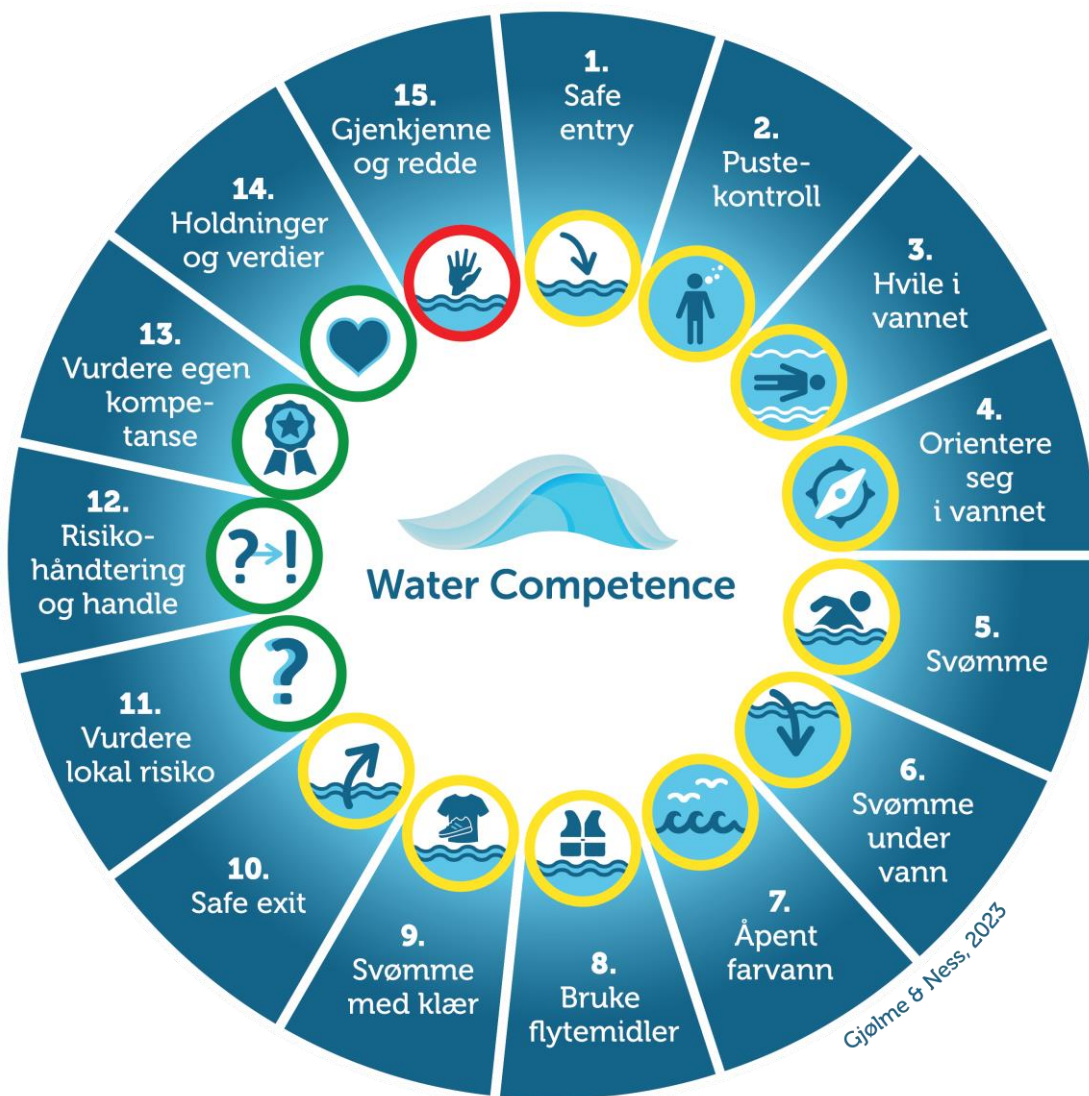 1.
Safe
entry
2.
Puste-
kontroll
3.
Hvile i
vannet
4.
Orientere
seg
i vannet
5.
Svømme
6.
Svømme
under
vann
7.
Åpent
farvann
8.
Bruke
flytemidler
9.
Svømme
med klær
10.
Safe exit
11.
Vurdere
lokal risiko
12.
Risiko-
håndtering
og handle
13.
Vurdere egen
kompe-
tanse
14.
Holdninger
og verdier
15.
Gjenkjenne
og redde
?→!
?
Water Competence
Gjølme & Ness, 2023